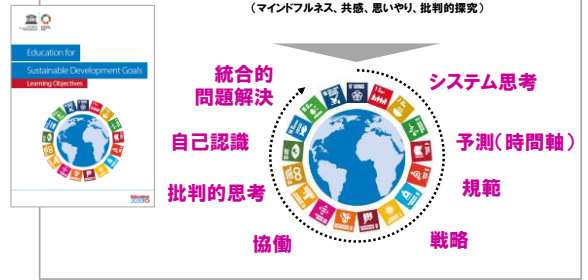 （マインドフルネス、共感、思いやり、批判的探究）
Education for
Sustainable Development Goals
Learning Objectives
統合的
問題解決
システム思考
自己認識
予測（時間軸）
批判的思考
規範
協働
戦略